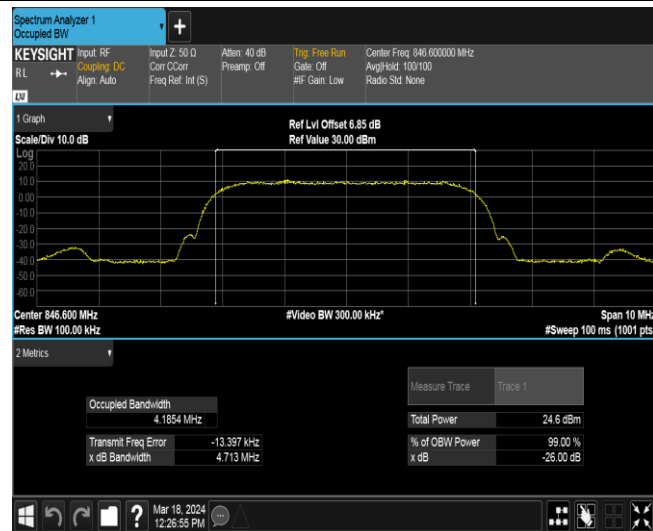 Spectrum Analyzer 1
Occupied BW
+
KEYSIGHT
R L
LXI
Input: RF
Coupling: DC
Align: Auto
Input Z: 50 Ω
Corr CCorr
Freq Ref: Int (S)
Atten: 40 dB
Preamp: Off
Trig: Free Run
Gate: Off
#IF Gain: Low
Center Freq: 846.600000 MHz
Avg|Hold: 100/100
Radio Std: None
1 Graph
Scale/Div 10.0 dB
Ref Lvl Offset 6.85 dB
Ref Value 30.00 dBm
Log
20.0
10.0
0.00
-10.0
-20.0
-30.0
-40.0
-50.0
-60.0
Center 846.600 MHz
#Video BW 300.00 kHz*
Span 10 MHz
#Res BW 100.00 kHz
#Sweep 100 ms (1001 pts
2 Metrics
Measure Trace
Trace 1
Occupied Bandwidth
4.1854 MHz
Total Power
24.6 dBm
Transmit Freq Error
-13.397 kHz
% of OBW Power
99.00 %
x dB Bandwidth
4.713 MHz
x dB
-26.00 dB
?
Mar 18, 2024
12:26:55 PM